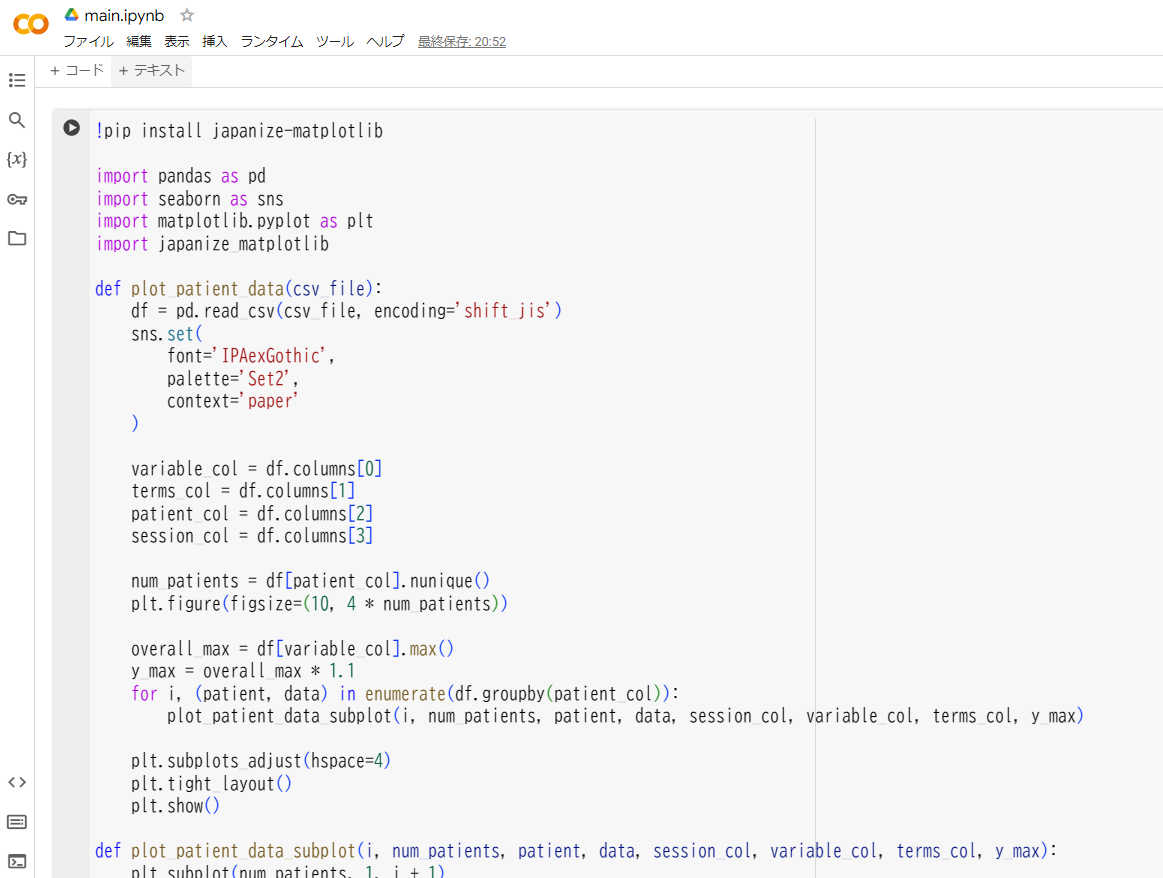 main.ipynb
ファイル 編集 表示 挿入 ランタイム ツール ヘルプ 最終保存: 20:52
+ コード + テキスト
!pip install japanize-matplotlib
import pandas as pd
import seaborn as sns
import matplotlib.pyplot as plt
import japanize_matplotlib
def plot_patient_data(csv_file):
    df = pd.read_csv(csv_file, encoding='shift_jis')
    sns.set(
        font='IPAexGothic',
        palette='Set2',
        context='paper'
    )
    variable_col = df.columns[0]
    terms_col = df.columns[1]
    patient_col = df.columns[2]
    session_col = df.columns[3]
    num_patients = df[patient_col].nunique()
    plt.figure(figsize=(10, 4 * num_patients))
    overall_max = df[variable_col].max()
    y_max = overall_max * 1.1
    for i, (patient, data) in enumerate(df.groupby(patient_col)):
        plot_patient_data_subplot(i, num_patients, patient, data, session_col, variable_col, terms_col, y_max)
    plt.subplots_adjust(hspace=4)
    plt.tight_layout()
    plt.show()
def plot_patient_data_subplot(i, num_patients, patient, data, session_col, variable_col, terms_col, y_max):
    plt.subplot(num_patients, 1, i + 1)